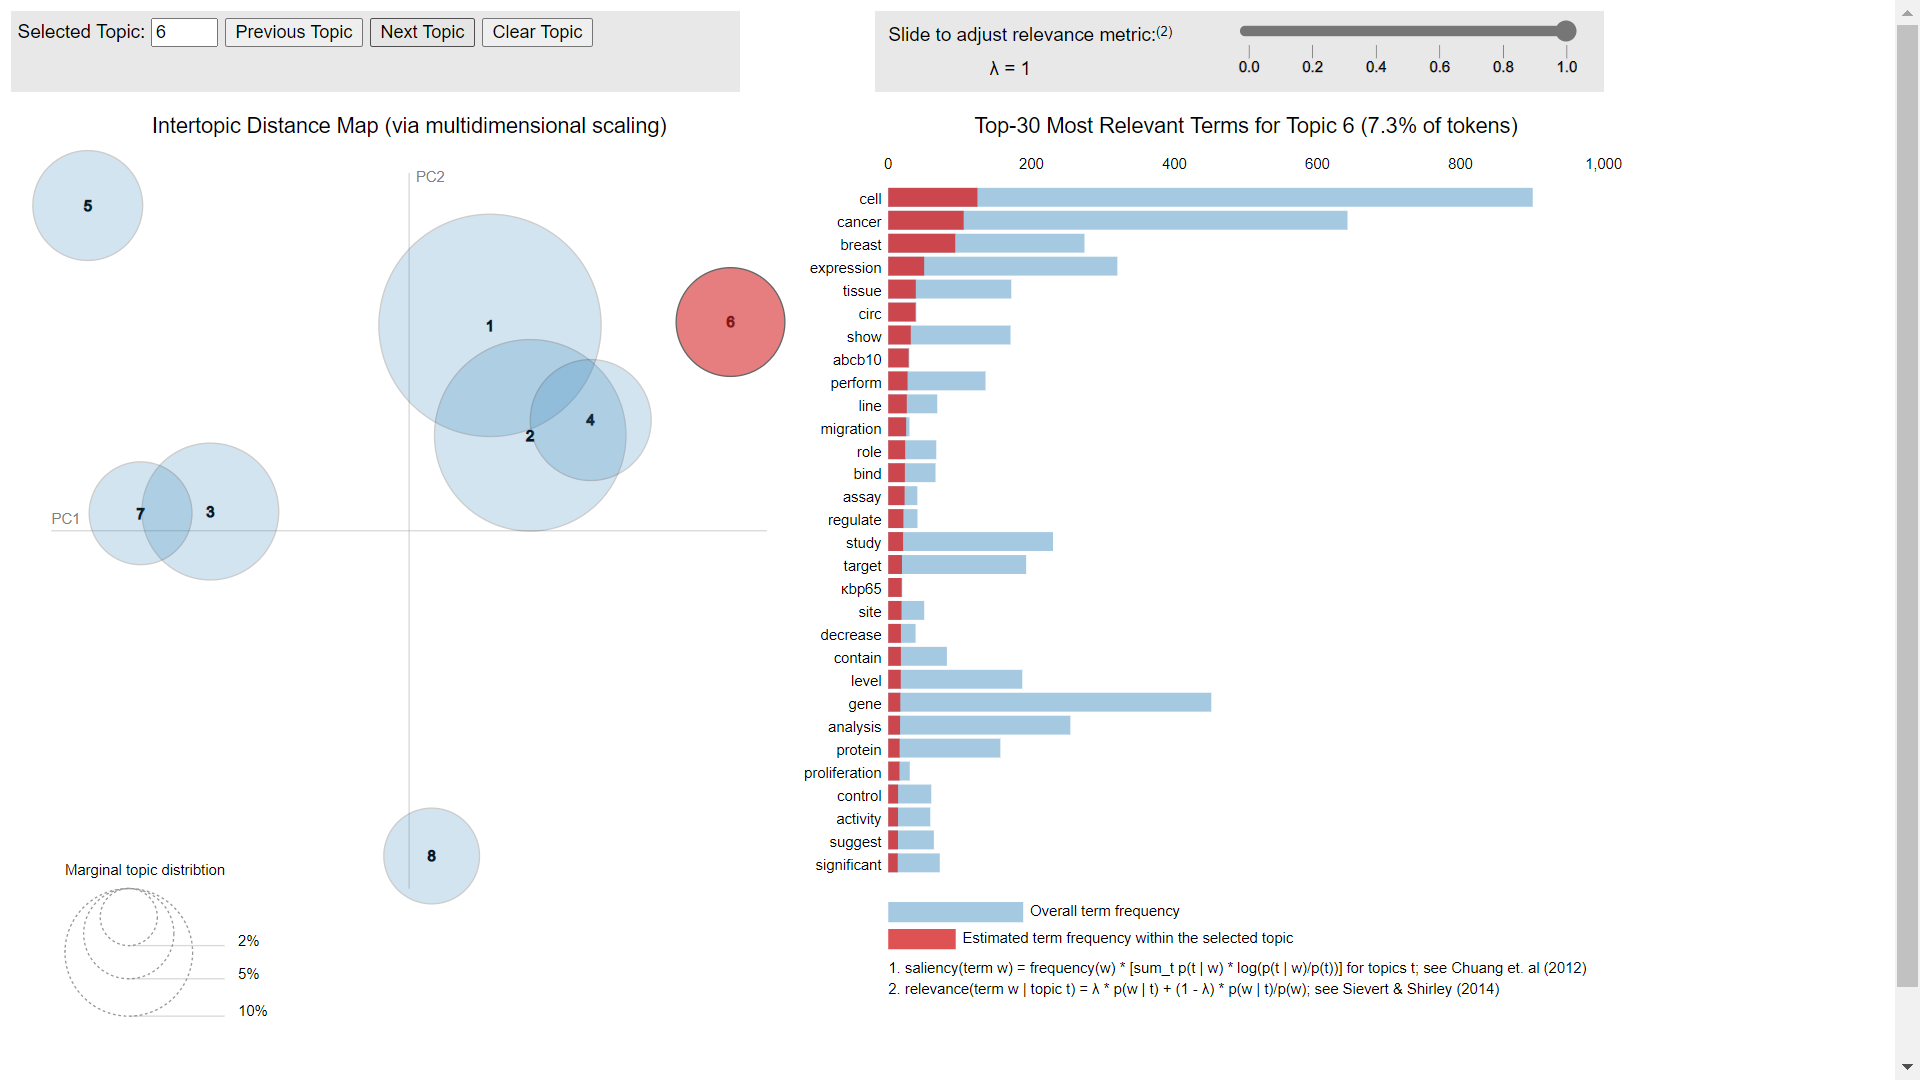 Selected Topic: 6 Previous Topic Next Topic Clear Topic
Slide to adjust relevance metric:(2)
λ = 1
0.0 0.2 0.4 0.6 0.8 1.0
Intertopic Distance Map (via multidimensional scaling)
PC2
5
1
6
4
2
7
3
PC1
8
Marginal topic distribtion
2%
5%
10%
Top-30 Most Relevant Terms for Topic 6 (7.3% of tokens)
0 200 400 600 800 1,000
cell
cancer
breast
expression
tissue
circ
show
abcb10
perform
line
migration
role
bind
assay
regulate
study
target
κbp65
site
decrease
contain
level
gene
analysis
protein
proliferation
control
activity
suggest
significant
Overall term frequency
Estimated term frequency within the selected topic
1. saliency(term w) = frequency(w) * [sum_t p(t | w) * log(p(t | w)/p(t))] for topics t; see Chuang et. al (2012)
2. relevance(term w | topic t) = λ * p(w | t) + (1 - λ) * p(w | t)/p(w); see Sievert & Shirley (2014)